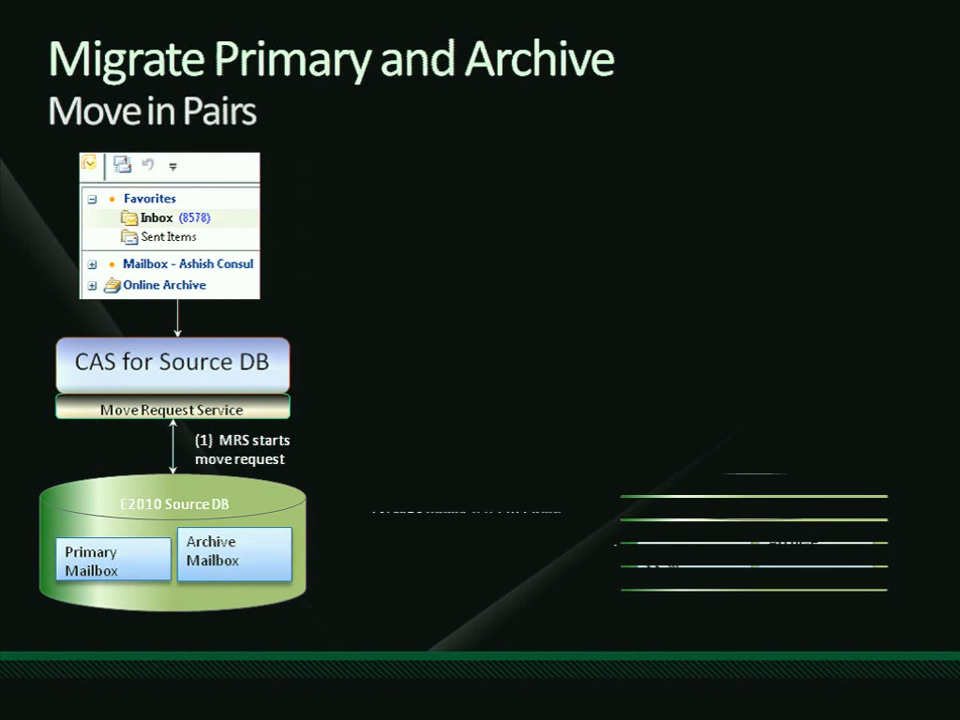 Migrate Primary and Archive
Move in Pairs
Favorites
Inbox (8578)
Sent Items
Mailbox - Ashish Consul
Online Archive
CAS for Source DB
Move Request Service
(1) MRS starts
move request
E2010 Source DB
Primary
Mailbox
Archive
Mailbox